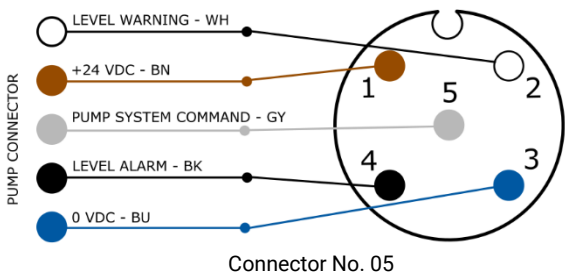 LEVEL WARNING - WH
+24 VDC - BN
PUMP SYSTEM COMMAND - GY
LEVEL ALARM - BK
0 VDC - BU
PUMP CONNECTOR
1
2
5
4
3
Connector No. 05